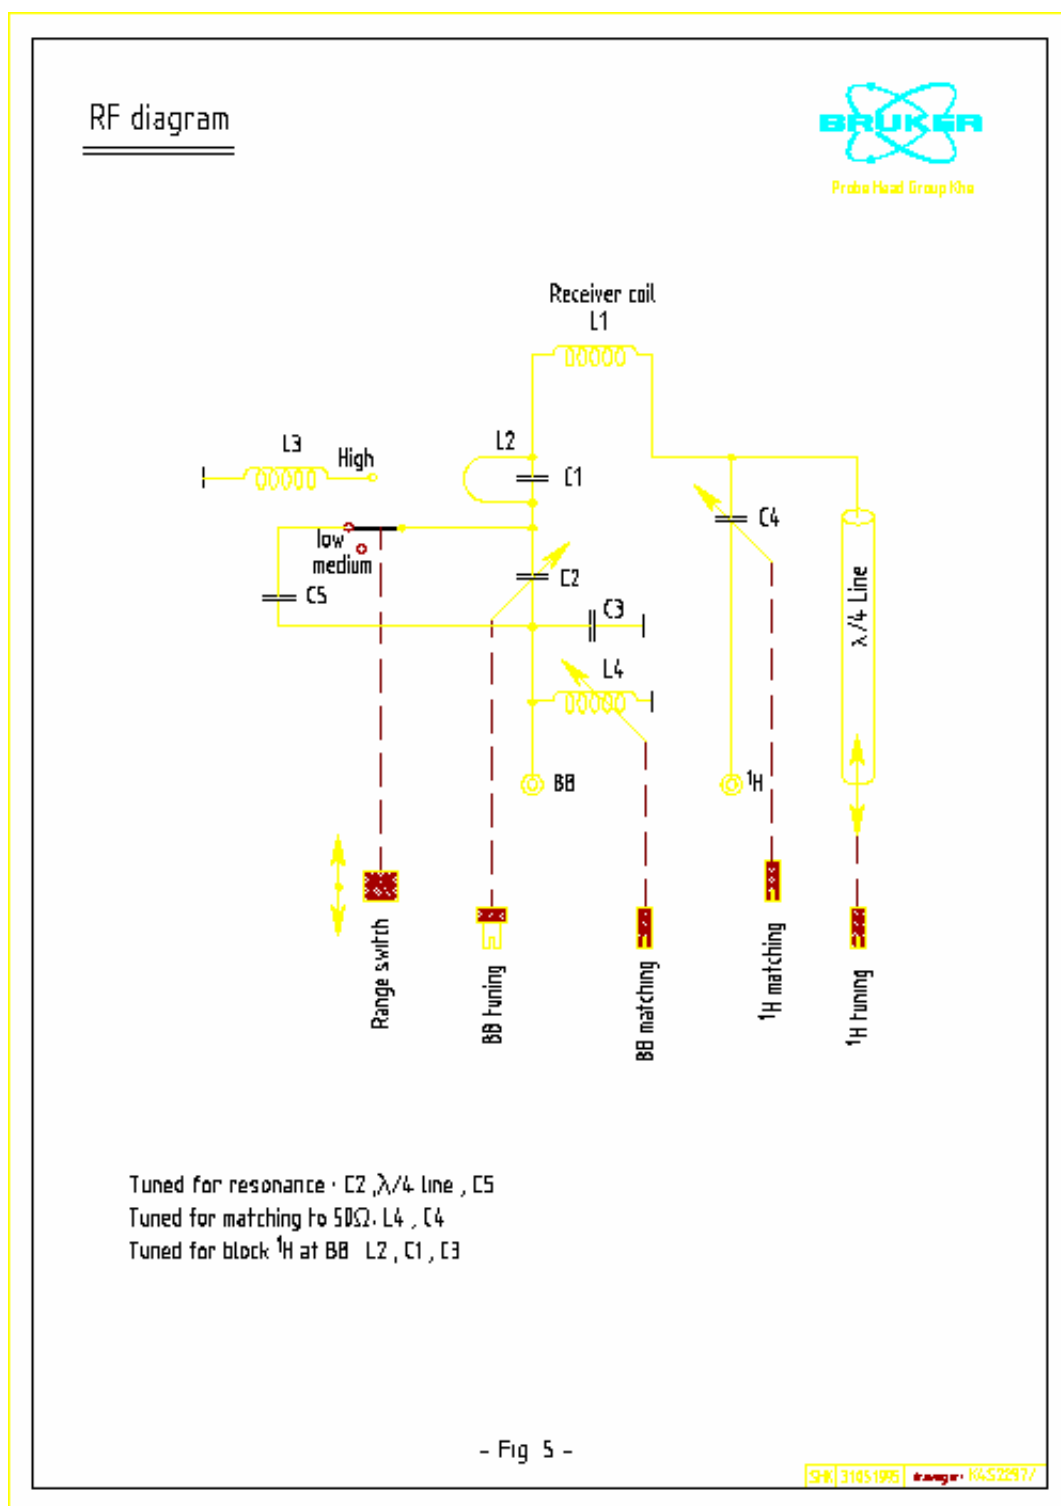 RF diagram
BRUKER
Probe Head Group Khe
Receiver coil
L1
L2
L3
High
C1
C4
low
medium
C2
C5
C3
λ/4 Line
L4
BB
¹H
Range switch
BB tuning
BB matching
¹H matching
¹H tuning
Tuned for resonance : C2 , λ/4 line , C5
Tuned for matching to 50Ω: L4 , C4
Tuned for block ¹H at BB L2 , C1 , C3
- Fig 5 -
SHK 31051995